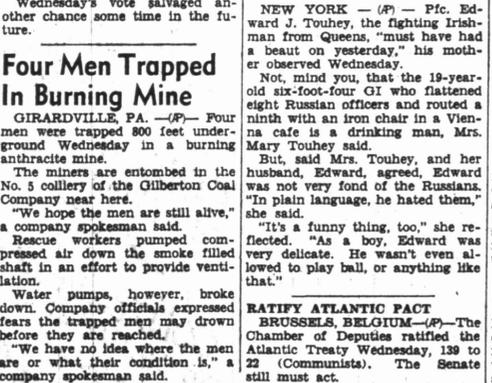 Wednesday's vote salvaged an-
other chance some time in the fu-
ture.
Four Men Trapped
In Burning Mine
GIRARDVILLE, PA. —(AP)— Four
men were trapped 800 feet under-
ground Wednesday in a burning
anthracite mine.
The miners are entombed in the
No. 5 colliery of the Gilberton Coal
Company near here.
"We hope the men are still alive,"
a company spokesman said.
Rescue workers pumped com-
pressed air down the smoke filled
shaft in an effort to provide venti-
lation.
Water pumps, however, broke
down. Company officials expressed
fears the trapped men may drown
before they are reached.
"We have no idea where the men
are or what their condition is," a
company spokesman said.
NEW YORK — (AP) — Pfc. Ed-
ward J. Touhey, the fighting Irish-
man from Queens, "must have had
a beaut on yesterday," his moth-
er observed Wednesday.
Not, mind you, that the 19-year-
old six-foot-four GI who flattened
eight Russian officers and routed a
ninth with an iron chair in a Vien-
na cafe is a drinking man, Mrs.
Mary Touhey said.
But, said Mrs. Touhey, and her
husband, Edward, agreed, Edward
was not very fond of the Russians.
"In plain language, he hated them,"
she said.
"It's a funny thing, too," she re-
flected. "As a boy, Edward was
very delicate. He wasn't even al-
lowed to play ball, or anything like
that."
RATIFY ATLANTIC PACT
BRUSSELS, BELGIUM—(AP)—The
Chamber of Deputies ratified the
Atlantic Treaty Wednesday, 139 to
22 (Communists). The Senate
still must act.